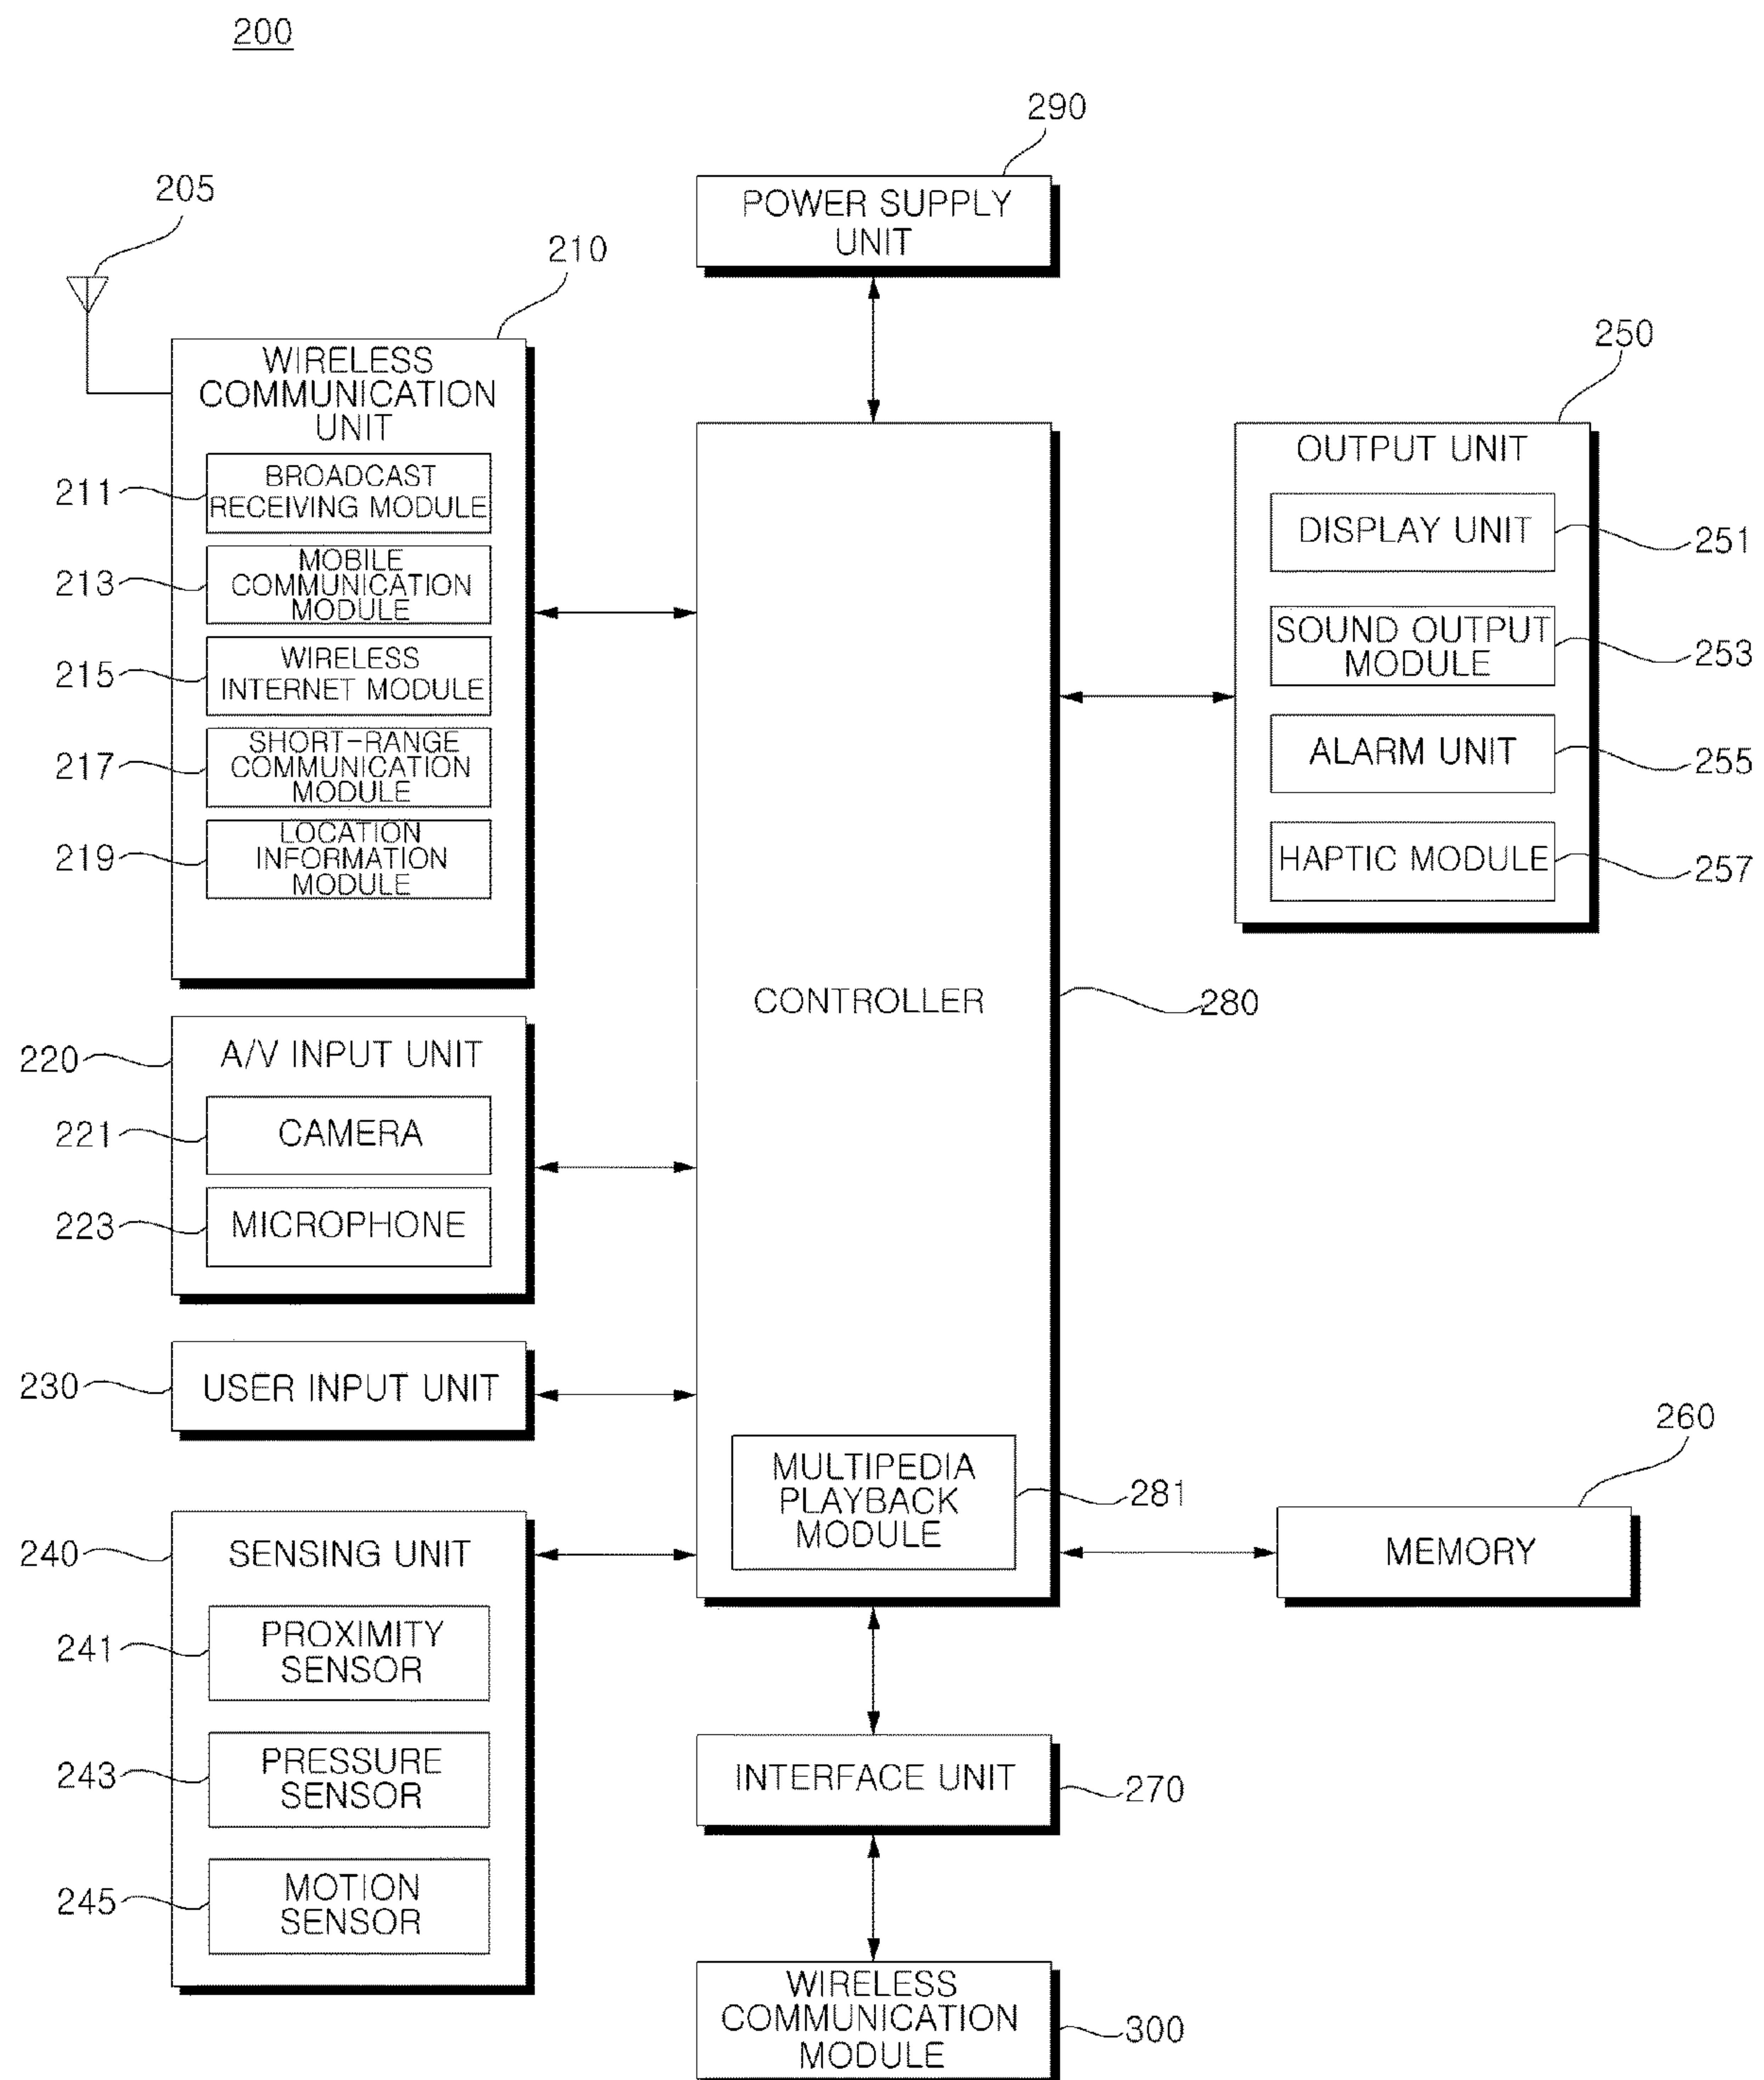 200
290
POWER SUPPLY
UNIT
205
210
WIRELESS
COMMUNICATION
UNIT
211
BROADCAST
RECEIVING MODULE
213
MOBILE
COMMUNICATION
MODULE
215
WIRELESS
INTERNET MODULE
217
SHORT-RANGE
COMMUNICATION
MODULE
219
LOCATION
INFORMATION
MODULE
220
A/V INPUT UNIT
221
CAMERA
223
MICROPHONE
230
USER INPUT UNIT
240
SENSING UNIT
241
PROXIMITY
SENSOR
243
PRESSURE
SENSOR
245
MOTION
SENSOR
CONTROLLER
280
MULTIPEDIA
PLAYBACK
MODULE
281
250
OUTPUT UNIT
DISPLAY UNIT
251
SOUND OUTPUT
MODULE
253
ALARM UNIT
255
HAPTIC MODULE
257
260
MEMORY
INTERFACE UNIT
270
WIRELESS
COMMUNICATION
MODULE
300